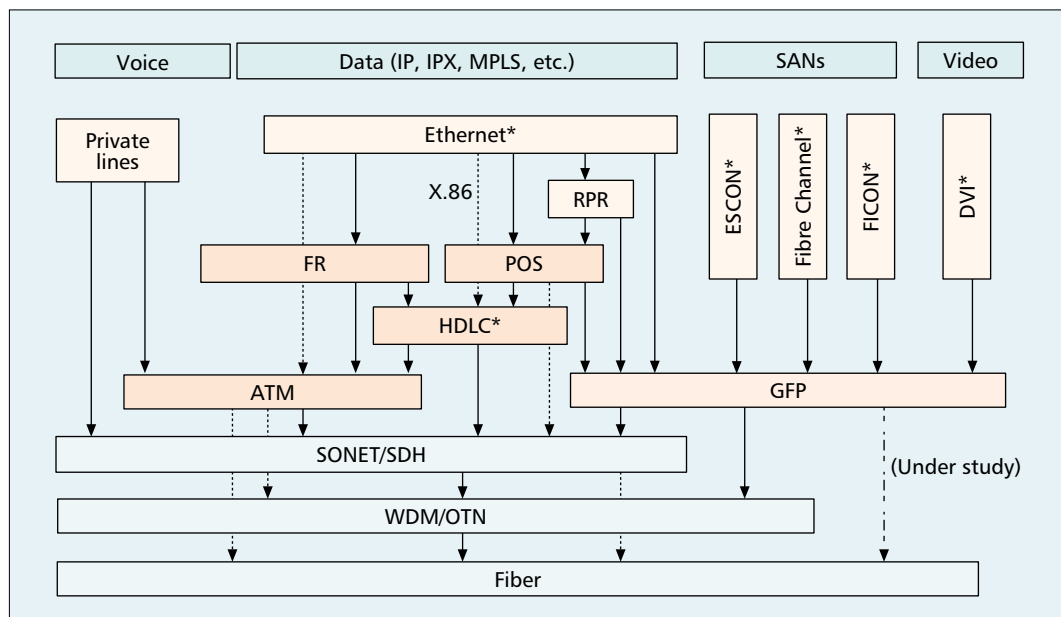 Voice
Data (IP, IPX, MPLS, etc.)
SANs
Video
Private
lines
Ethernet*
X.86
RPR
ESCON*
Fibre Channel*
FICON*
DVI*
FR
POS
HDLC*
ATM
GFP
SONET/SDH
(Under study)
WDM/OTN
Fiber